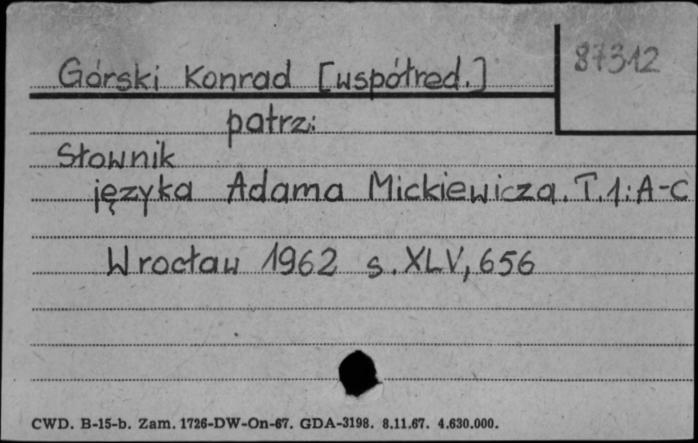 87312
Górski Konrad [współred.]
patrz:
Słownik
języka Adama Mickiewicza. T.1: A-C
Wrocław 1962 s. XLV, 656
CWD. B-15-b. Zam. 1726-DW-On-67. GDA-3198. 8.11.67. 4.630.000.